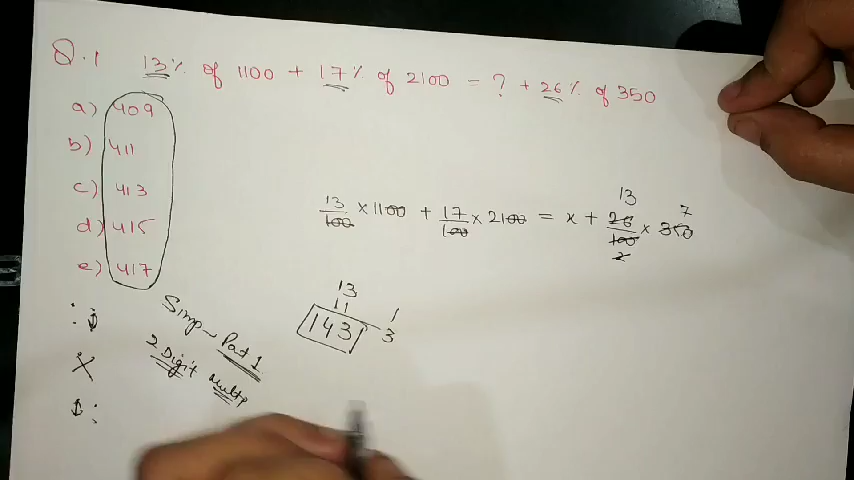 Q.1 13% of 1100 + 17% of 2100 = ? + 26% of 350
a) 409
b) 411
c) 413
d) 415
e) 417
13/100 × 1100 + 17/100 × 2100 = x + 26/100 × 350
13
7
2
13
11
143
1
3
Simp~ Part 1
2 Digit Multp